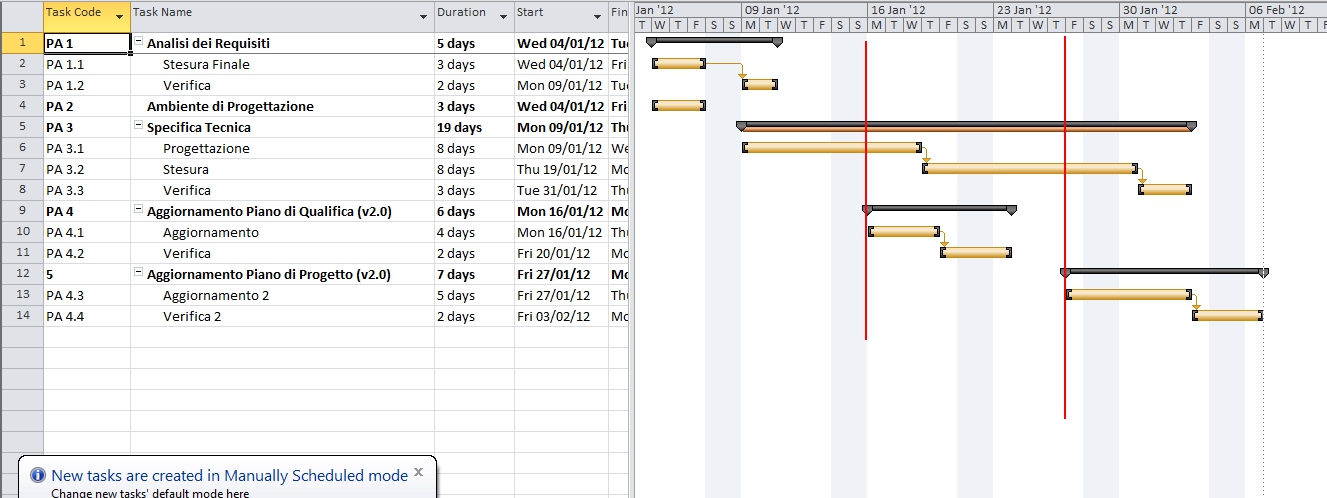 Task Code Task Name Duration Start Fin
Jan '12 09 Jan '12 16 Jan '12 23 Jan '12 30 Jan '12 06 Feb '12
T W T F S S M T W T F S S M T W T F S S M T W T F S S M T W T F S S M T W T F
1 PA 1 Analisi dei Requisiti 5 days Wed 04/01/12 Tue
2 PA 1.1 Stesura Finale 3 days Wed 04/01/12 Fri
3 PA 1.2 Verifica 2 days Mon 09/01/12 Tu
4 PA 2 Ambiente di Progettazione 3 days Wed 04/01/12 Fri
5 PA 3 Specifica Tecnica 19 days Mon 09/01/12 Thu
6 PA 3.1 Progettazione 8 days Mon 09/01/12 We
7 PA 3.2 Stesura 8 days Thu 19/01/12 Mo
8 PA 3.3 Verifica 3 days Tue 31/01/12 Thu
9 PA 4 Aggiornamento Piano di Qualifica (v2.0) 6 days Mon 16/01/12 Mo
10 PA 4.1 Aggiornamento 4 days Mon 16/01/12 Thu
11 PA 4.2 Verifica 2 days Fri 20/01/12 Mo
12 5 Aggiornamento Piano di Progetto (v2.0) 7 days Fri 27/01/12 Mo
13 PA 4.3 Aggiornamento 2 5 days Fri 27/01/12 Thu
14 PA 4.4 Verifica 2 2 days Fri 03/02/12 Mo
New tasks are created in Manually Scheduled mode x
Change new tasks' default mode here